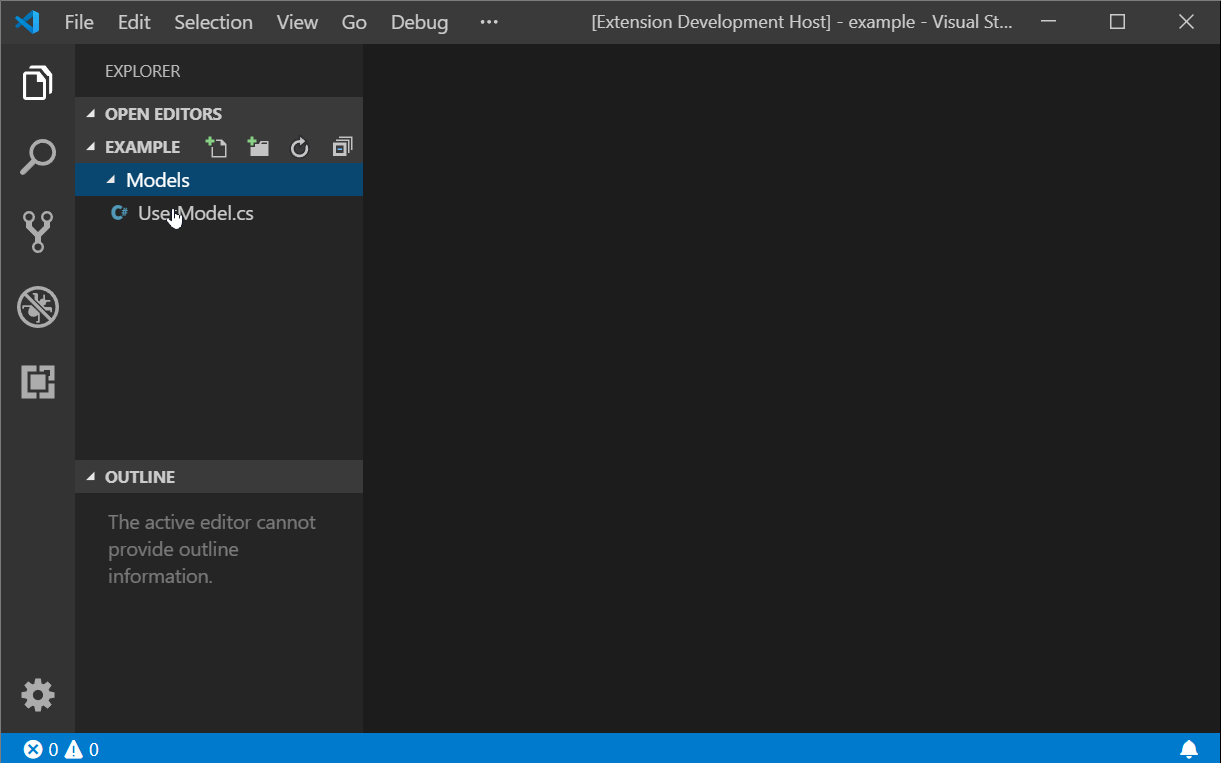 File Edit Selection View Go Debug ··· [Extension Development Host] - example - Visual St...
EXPLORER
OPEN EDITORS
EXAMPLE
Models
C# UserModel.cs
OUTLINE
The active editor cannot
provide outline
information.
0 0